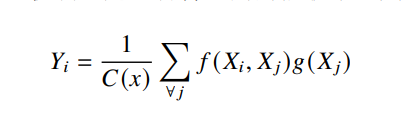 Y_i = \frac{1}{C(x)} \sum_{\forall j} f(X_i, X_j) g(X_j)